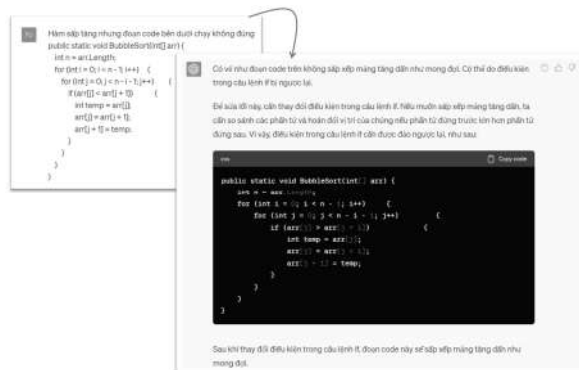 Hàm sắp tăng nhưng đoạn code bên dưới chạy không đúng
public static void BubbleSort(int[] arr) {
int n = arr.Length;
for (int i = 0; i < n - 1; i++) {
for (int j = 0; j < n - i - 1; j++) {
if (arr[j] < arr[j + 1]) {
int temp = arr[j];
arr[j] = arr[j + 1];
arr[j + 1] = temp;
}
}
}
}
Có vẻ như đoạn code trên không sắp xếp mảng tăng dần như mong đợi. Có thể do điều kiện
trong câu lệnh if bị ngược lại.
Để sửa lỗi này, cần thay đổi điều kiện trong câu lệnh if. Nếu muốn sắp xếp mảng tăng dần, ta
cần so sánh các phần tử và hoán đổi vị trí của chúng nếu phần tử đứng trước lớn hơn phần tử
đứng sau. Vì vậy, điều kiện trong câu lệnh if cần được đảo ngược lại, như sau:
Copy code
public static void BubbleSort(int[] arr) {
int n = arr.Length;
for (int i = 0; i < n - 1; i++) {
for (int j = 0; j < n - i - 1; j++) {
if (arr[j] > arr[j + 1]) {
int temp = arr[j];
arr[j] = arr[j + 1];
arr[j + 1] = temp;
}
}
}
}
Sau khi thay đổi điều kiện trong câu lệnh if, đoạn code này sẽ sắp xếp mảng tăng dần như
mong đợi.